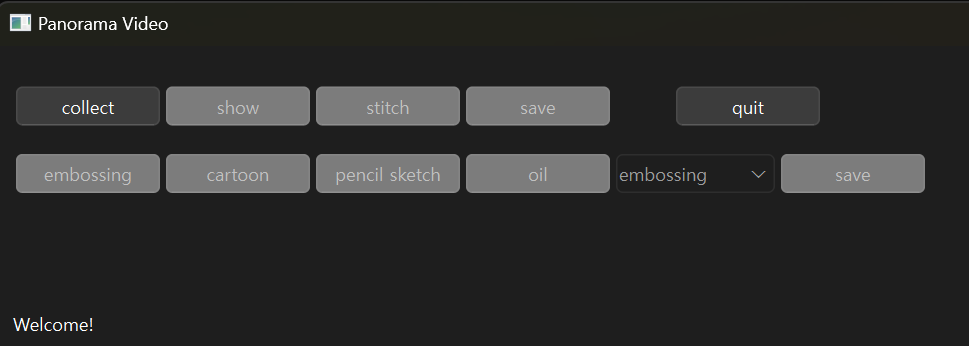 Panorama Video
collect show stitch save quit
embossing cartoon pencil sketch oil embossing save
Welcome!